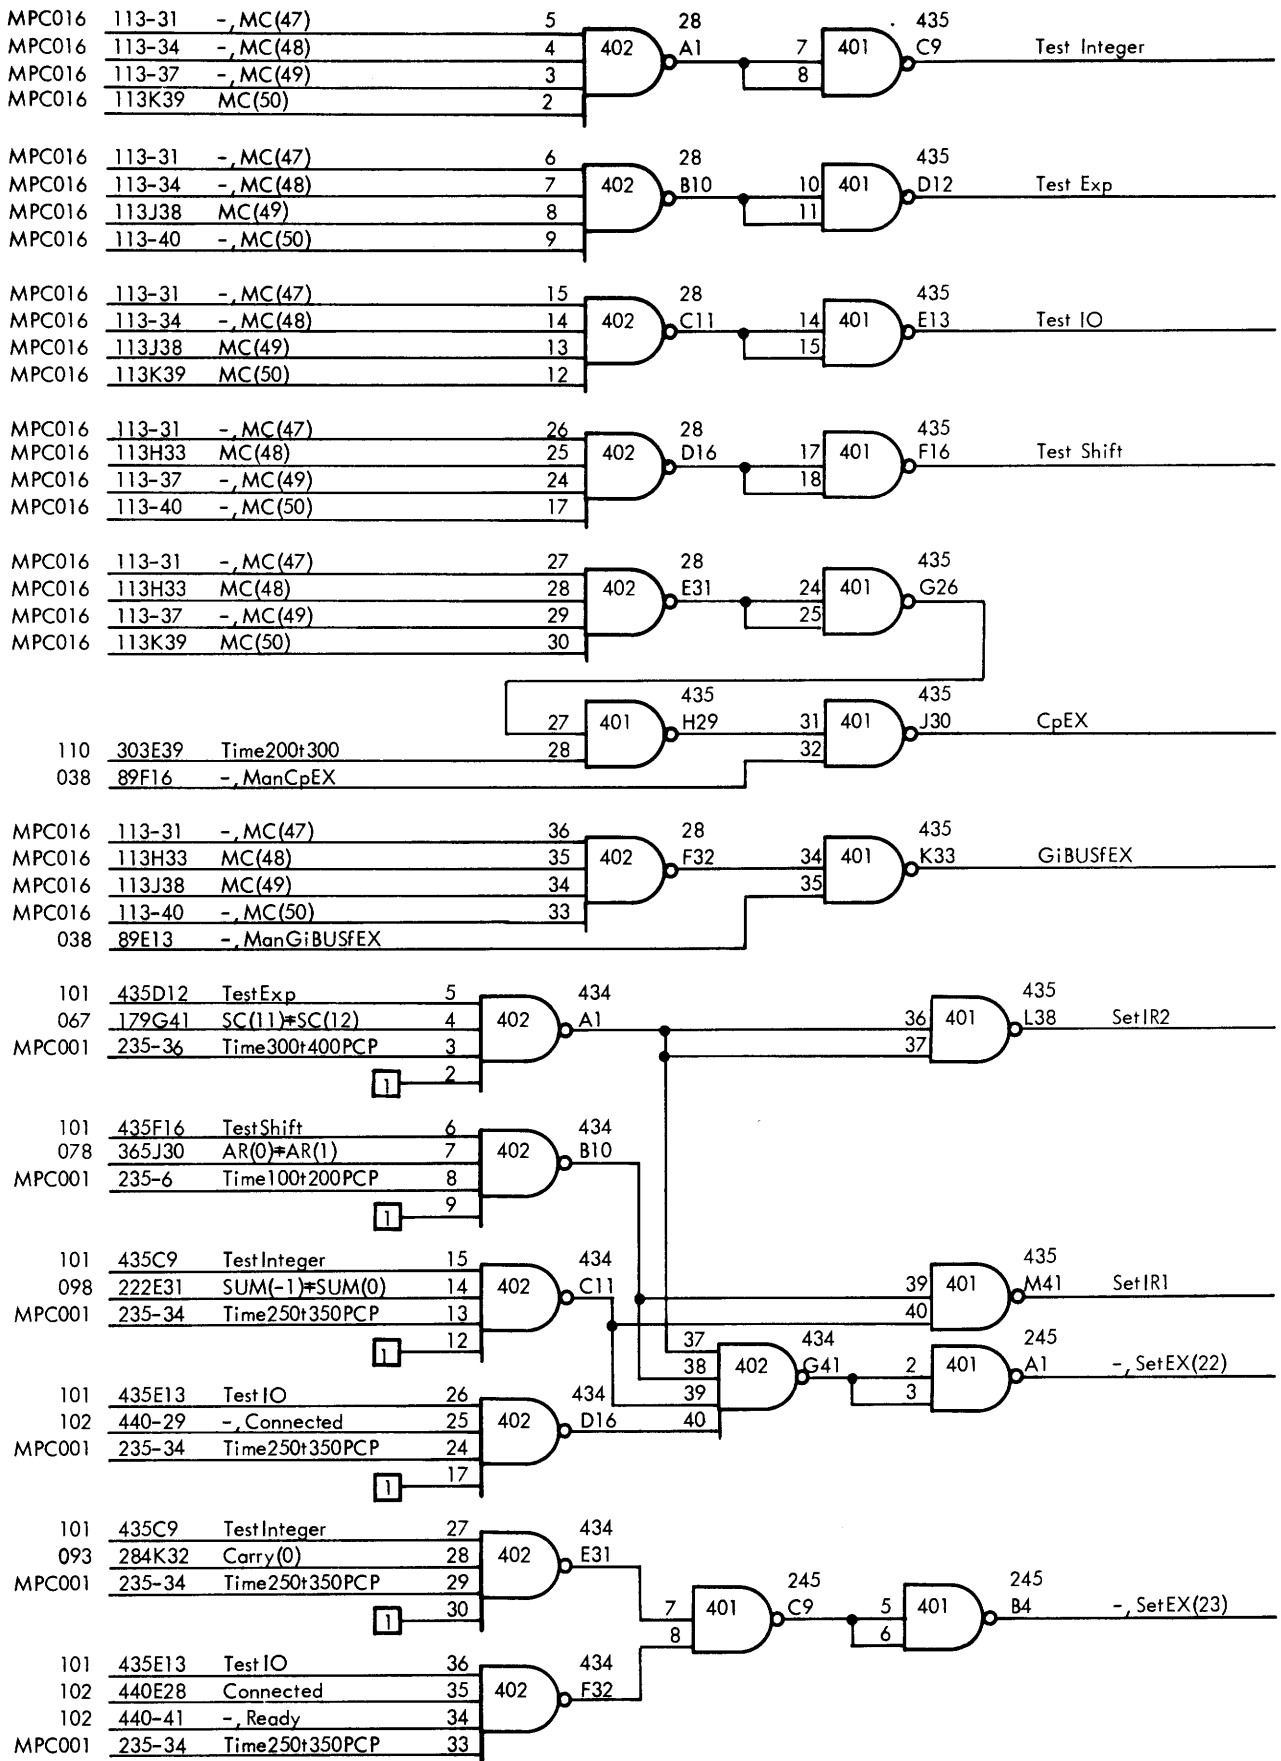 MPC016 113-31 -,MC(47) 5 28 435
MPC016 113-34 -,MC(48) 4 402 A1 7 401 C9 Test Integer
MPC016 113-37 -,MC(49) 3 8
MPC016 113K39 MC(50) 2
MPC016 113-31 -,MC(47) 6 28 435
MPC016 113-34 -,MC(48) 7 402 B10 10 401 D12 Test Exp
MPC016 113J38 MC(49) 8 11
MPC016 113-40 -,MC(50) 9
MPC016 113-31 -,MC(47) 15 28 435
MPC016 113-34 -,MC(48) 14 402 C11 14 401 E13 Test IO
MPC016 113J38 MC(49) 13 15
MPC016 113K39 MC(50) 12
MPC016 113-31 -,MC(47) 26 28 435
MPC016 113H33 MC(48) 25 402 D16 17 401 F16 Test Shift
MPC016 113-37 -,MC(49) 24 18
MPC016 113-40 -,MC(50) 17
MPC016 113-31 -,MC(47) 27 28 435
MPC016 113H33 MC(48) 28 402 E31 24 401 G26
MPC016 113-37 -,MC(49) 29 25
MPC016 113K39 MC(50) 30
435 435
27 401 H29 31 401 J30 CpEX
110 303E39 Time200t300 28 32
038 89F16 -,ManCpEX
MPC016 113-31 -,MC(47) 36 28 435
MPC016 113H33 MC(48) 35 402 F32 34 401 K33 GiBUSfEX
MPC016 113J38 MC(49) 34 35
MPC016 113-40 -,MC(50) 33
038 89E13 -,ManGiBUSfEX
101 435D12 TestExp 5 434 435
067 179G41 SC(11)≠SC(12) 4 402 A1 36 401 L38 SetIR2
MPC001 235-36 Time300t400PCP 3 37
1 2
101 435F16 TestShift 6 434
078 365J30 AR(0)≠AR(1) 7 402 B10
MPC001 235-6 Time100t200PCP 8
1 9
101 435C9 TestInteger 15 434 435
098 222E31 SUM(-1)≠SUM(0) 14 402 C11 39 401 M41 SetIR1
MPC001 235-34 Time250t350PCP 13 40
1 12
37 434 245
38 402 G41 2 401 A1 -,SetEX(22)
39 3
101 435E13 TestIO 26 434 40
102 440-29 -,Connected 25 402 D16
MPC001 235-34 Time250t350PCP 24
1 17
101 435C9 TestInteger 27 434
093 284K32 Carry(0) 28 402 E31
MPC001 235-34 Time250t350PCP 29 245 245
1 30 7 401 C9 5 401 B4 -,SetEX(23)
8 6
101 435E13 TestIO 36 434
102 440E28 Connected 35 402 F32
102 440-41 -,Ready 34
MPC001 235-34 Time250t350PCP 33